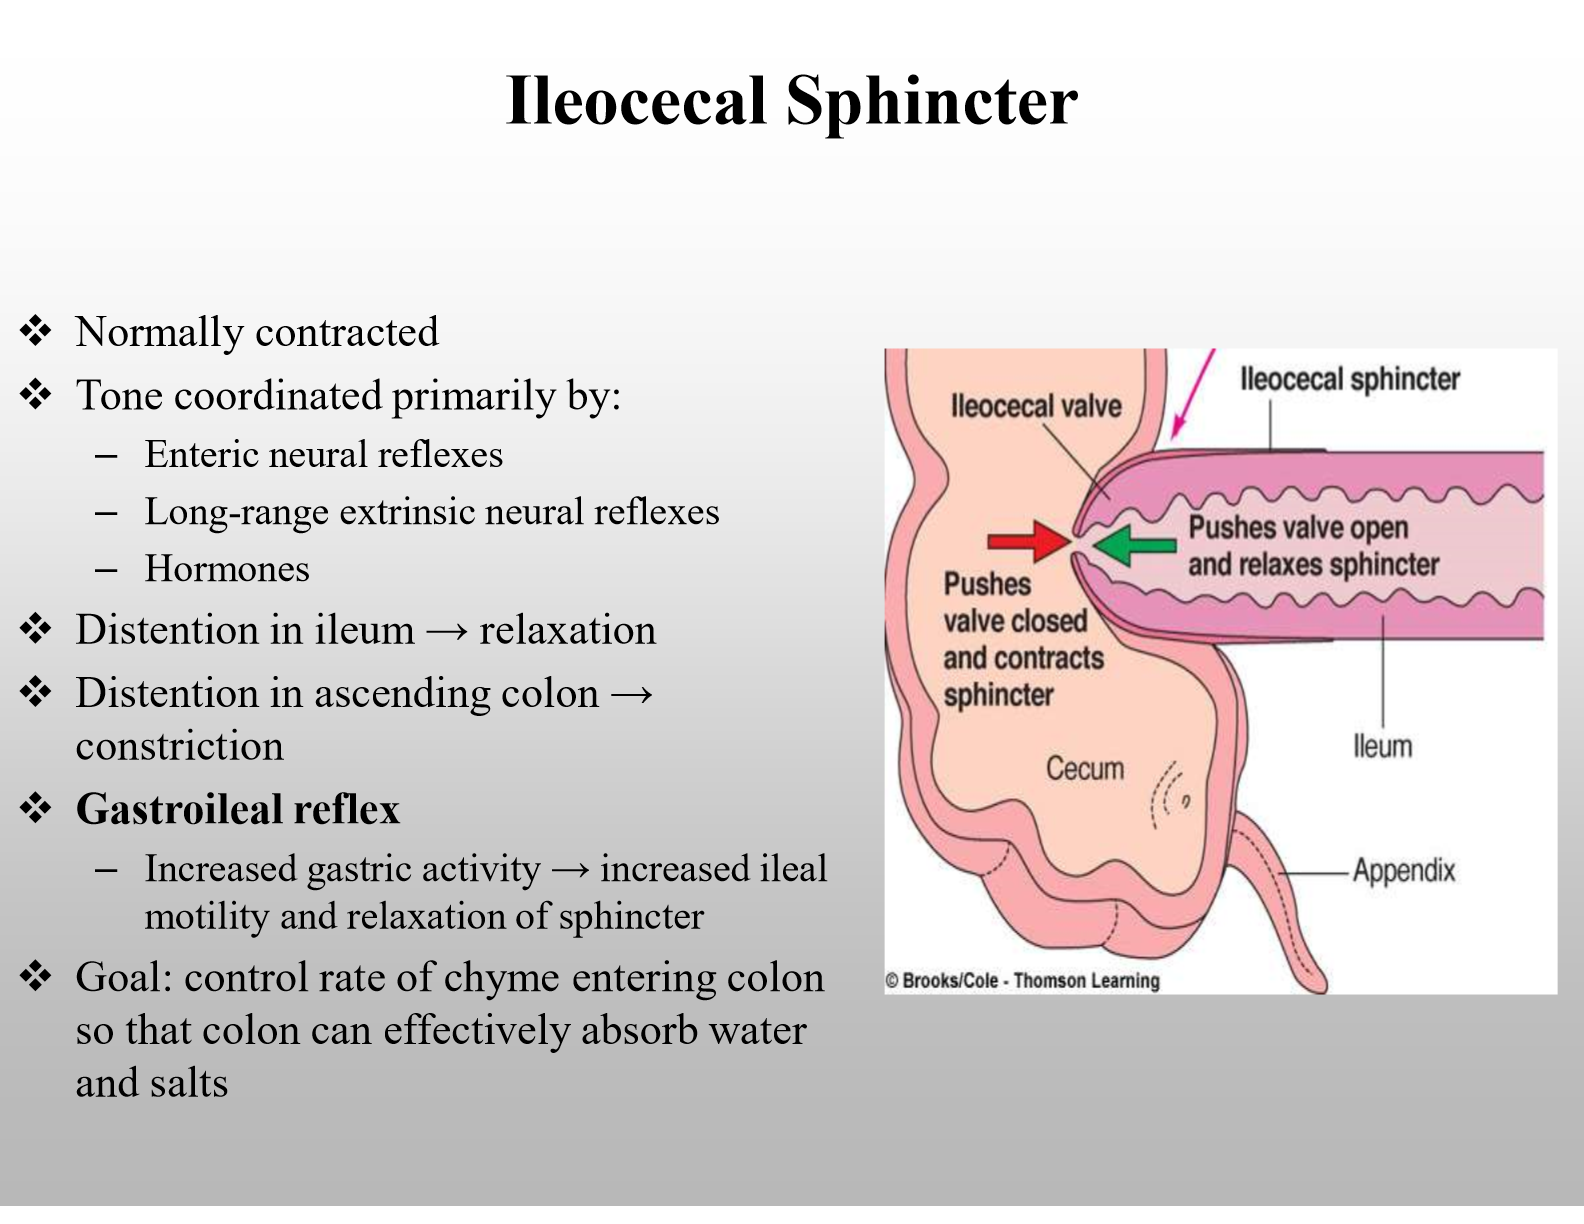 Ileocecal Sphincter
❖ Normally contracted
❖ Tone coordinated primarily by:
– Enteric neural reflexes
– Long-range extrinsic neural reflexes
– Hormones
❖ Distention in ileum → relaxation
❖ Distention in ascending colon →
constriction
❖ Gastroileal reflex
– Increased gastric activity → increased ileal
motility and relaxation of sphincter
❖ Goal: control rate of chyme entering colon
so that colon can effectively absorb water
and salts
Ileocecal sphincter
Ileocecal valve
Pushes valve open
and relaxes sphincter
Pushes
valve closed
and contracts
sphincter
Ileum
Cecum
Appendix
© Brooks/Cole - Thomson Learning